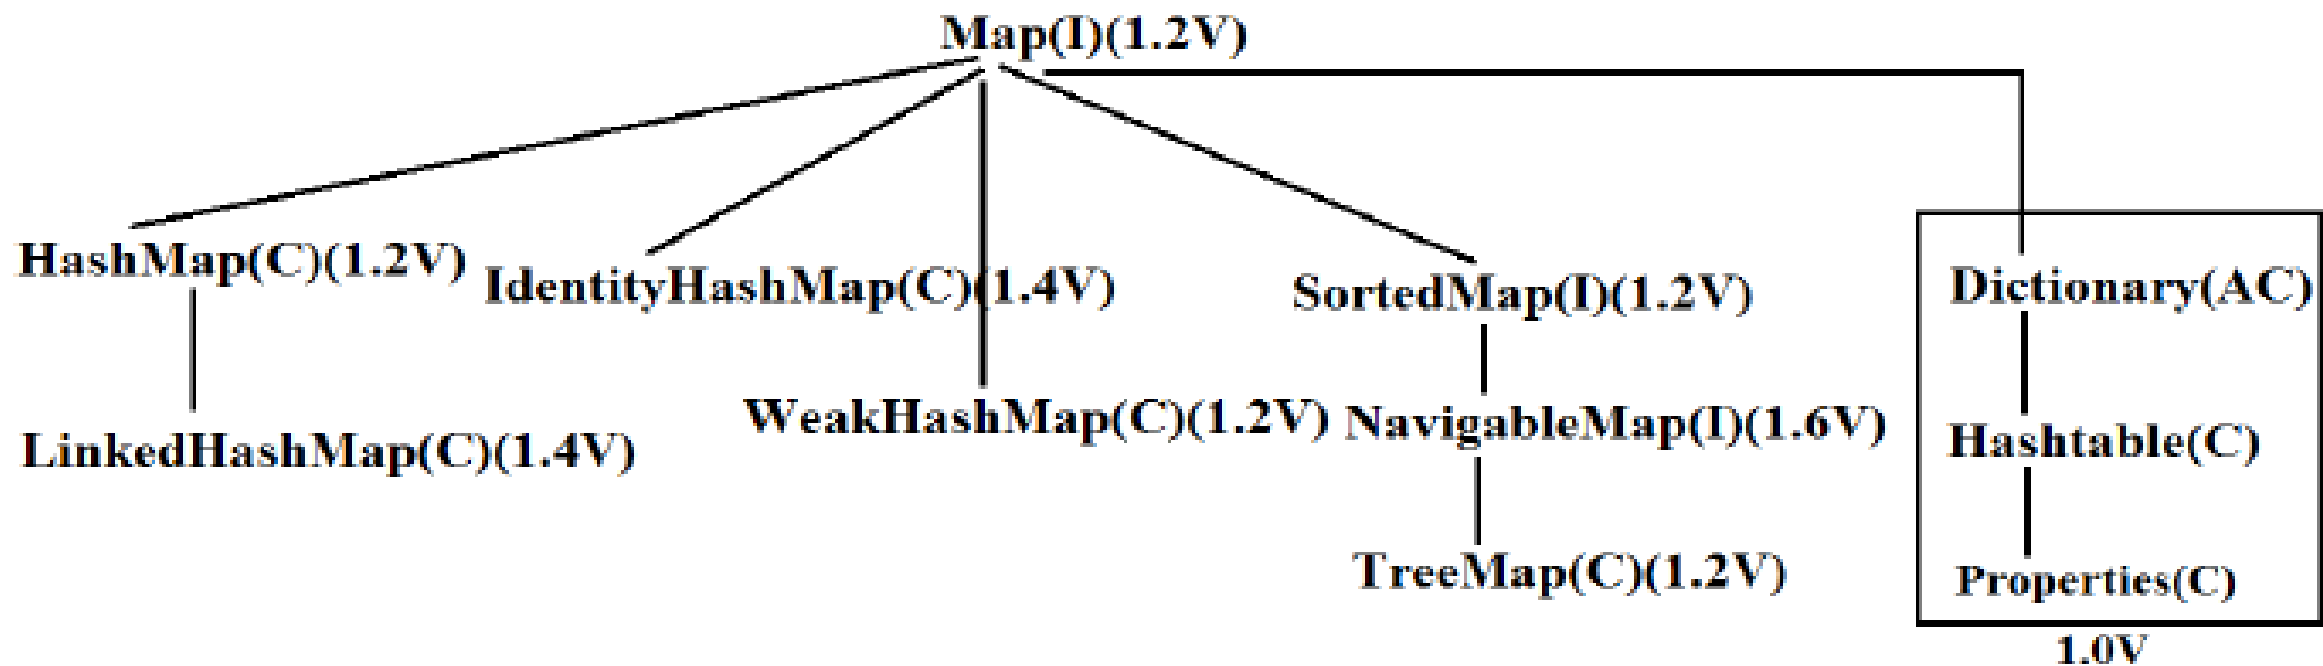 Map(I)(1.2V)
HashMap(C)(1.2V)
IdentityHashMap(C)(1.4V)
SortedMap(I)(1.2V)
Dictionary(AC)
LinkedHashMap(C)(1.4V)
WeakHashMap(C)(1.2V)
NavigableMap(I)(1.6V)
Hashtable(C)
TreeMap(C)(1.2V)
Properties(C)
1.0V